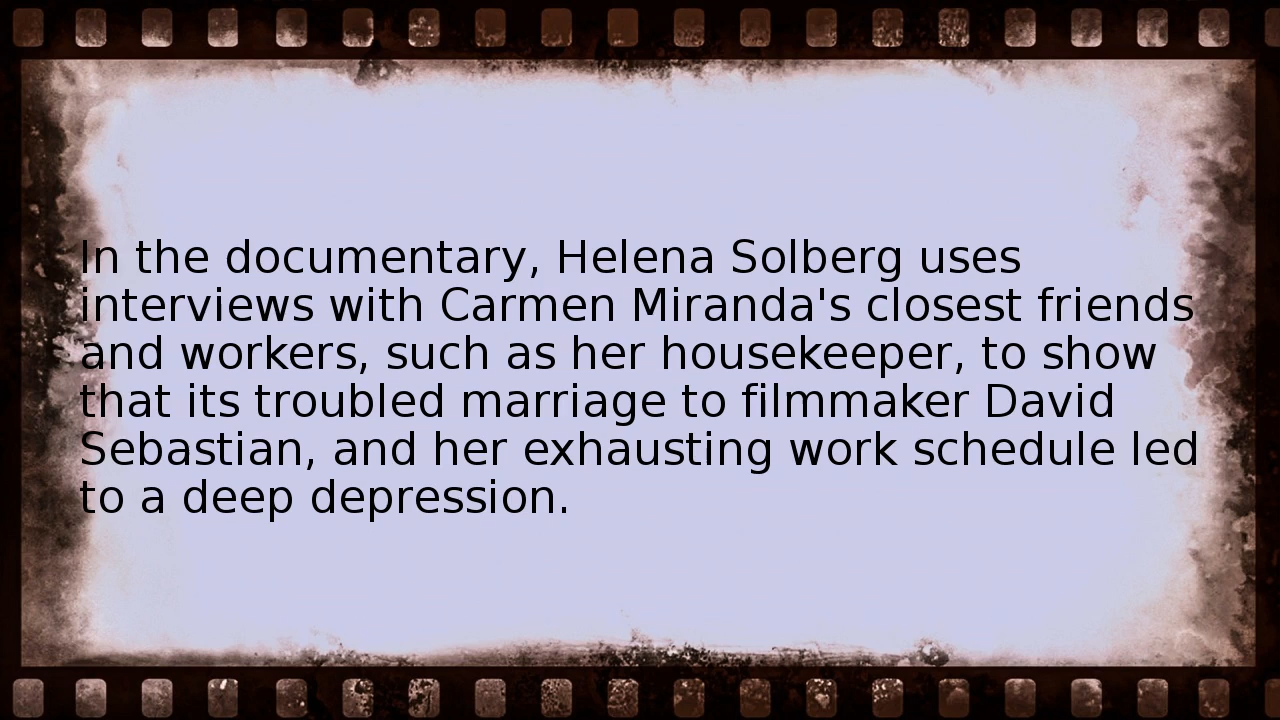 In the documentary, Helena Solberg uses
interviews with Carmen Miranda's closest friends
and workers, such as her housekeeper, to show
that its troubled marriage to filmmaker David
Sebastian, and her exhausting work schedule led
to a deep depression.